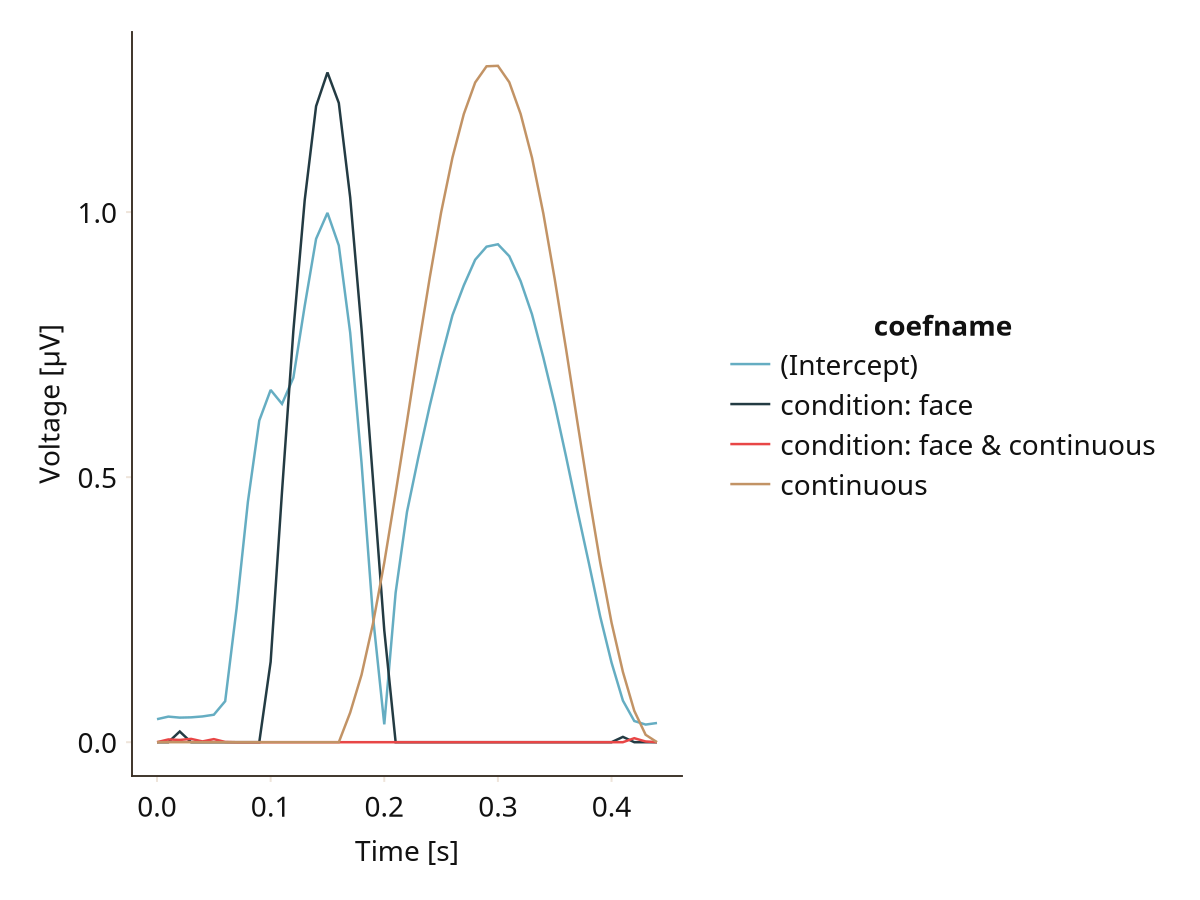 Voltage [µV]
1.0
0.5
0.0
0.0 0.1 0.2 0.3 0.4
Time [s]
coefname
(Intercept)
condition: face
condition: face & continuous
continuous